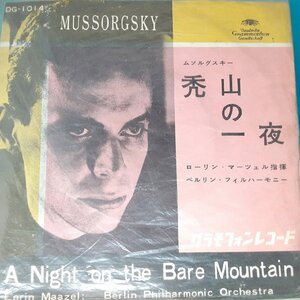 DG-1014
MUSSORGSKY
Deutsche
Grammophon
Gesellschaft
ムソルグスキー
禿山の一夜
ローリン・マーツェル指揮
ベルリン・フィルハーモニー
グラモフォンレコード
A Night on the Bare Mountain
Lorin Maazel: Berlin Philharmonic Orchestra